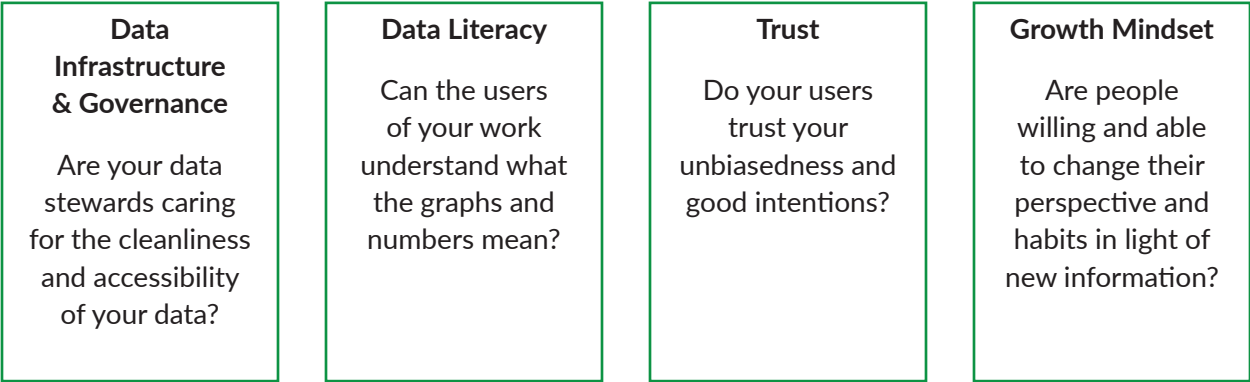 Data
Infrastructure
& Governance
Are your data
stewards caring
for the cleanliness
and accessibility
of your data?
Data Literacy
Can the users
of your work
understand what
the graphs and
numbers mean?
Trust
Do your users
trust your
unbiasedness and
good intentions?
Growth Mindset
Are people
willing and able
to change their
perspective and
habits in light of
new information?